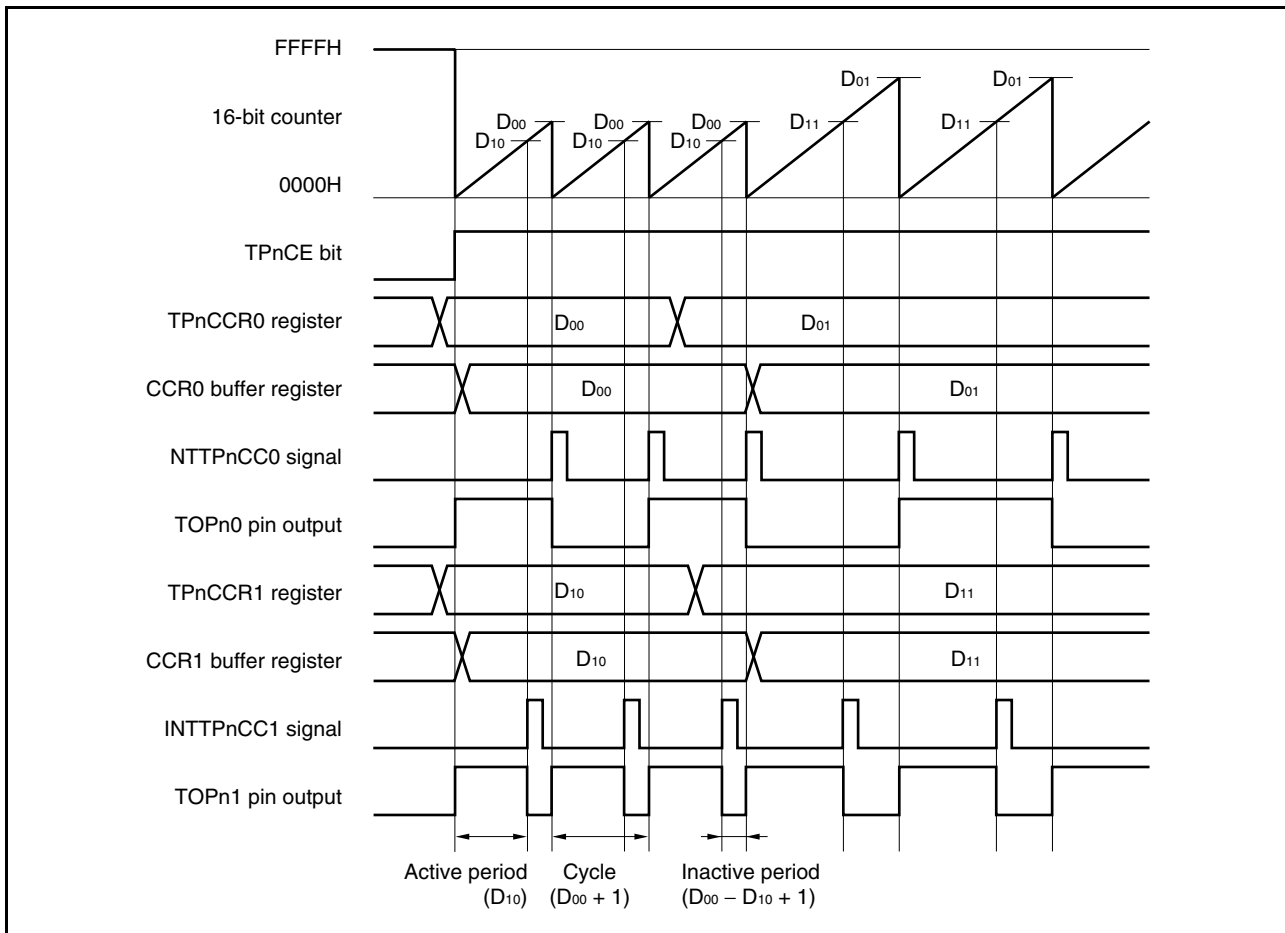 FFFFH
16-bit counter
0000H
D00
D10
D00
D10
D00
D10
D01
D11
D01
D11
TPnCE bit
TPnCCR0 register
D00
D01
CCR0 buffer register
D00
D01
NTTPnCC0 signal
TOPn0 pin output
TPnCCR1 register
D10
D11
CCR1 buffer register
D10
D11
INTTPnCC1 signal
TOPn1 pin output
Active period
(D10)
Cycle
(D00 + 1)
Inactive period
(D00 − D10 + 1)